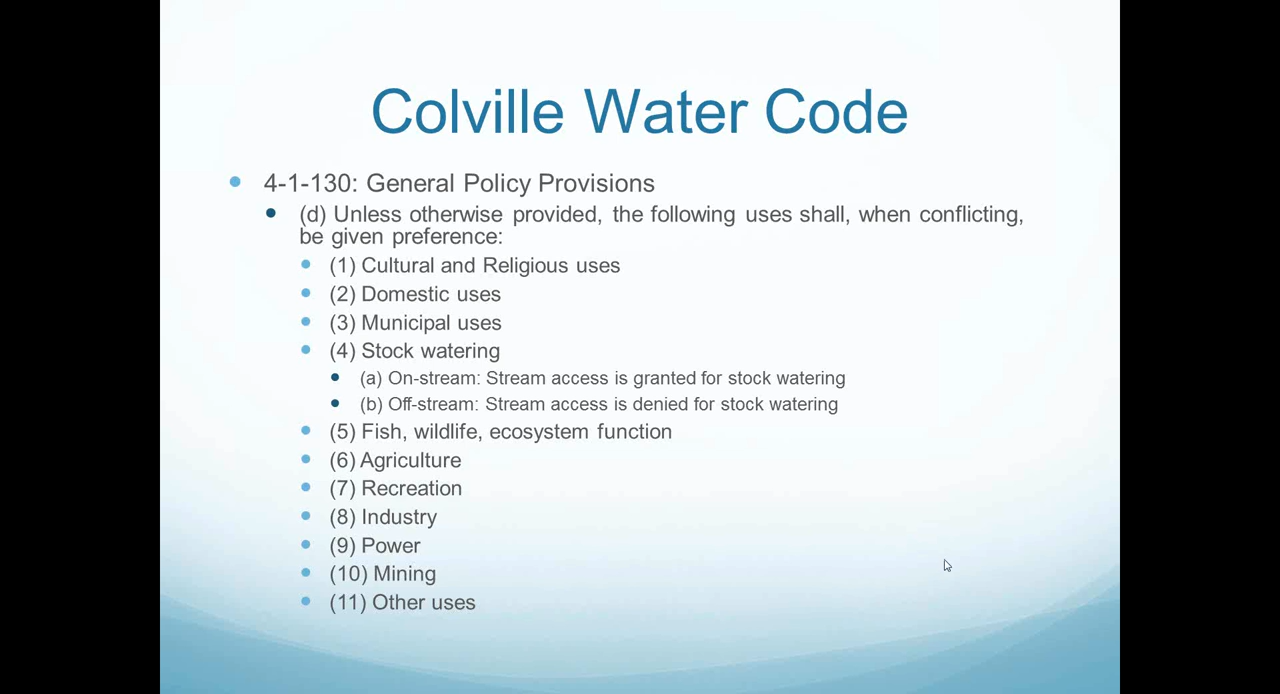 Colville Water Code
4-1-130: General Policy Provisions
(d) Unless otherwise provided, the following uses shall, when conflicting,
be given preference:
(1) Cultural and Religious uses
(2) Domestic uses
(3) Municipal uses
(4) Stock watering
(a) On-stream: Stream access is granted for stock watering
(b) Off-stream: Stream access is denied for stock watering
(5) Fish, wildlife, ecosystem function
(6) Agriculture
(7) Recreation
(8) Industry
(9) Power
(10) Mining
(11) Other uses